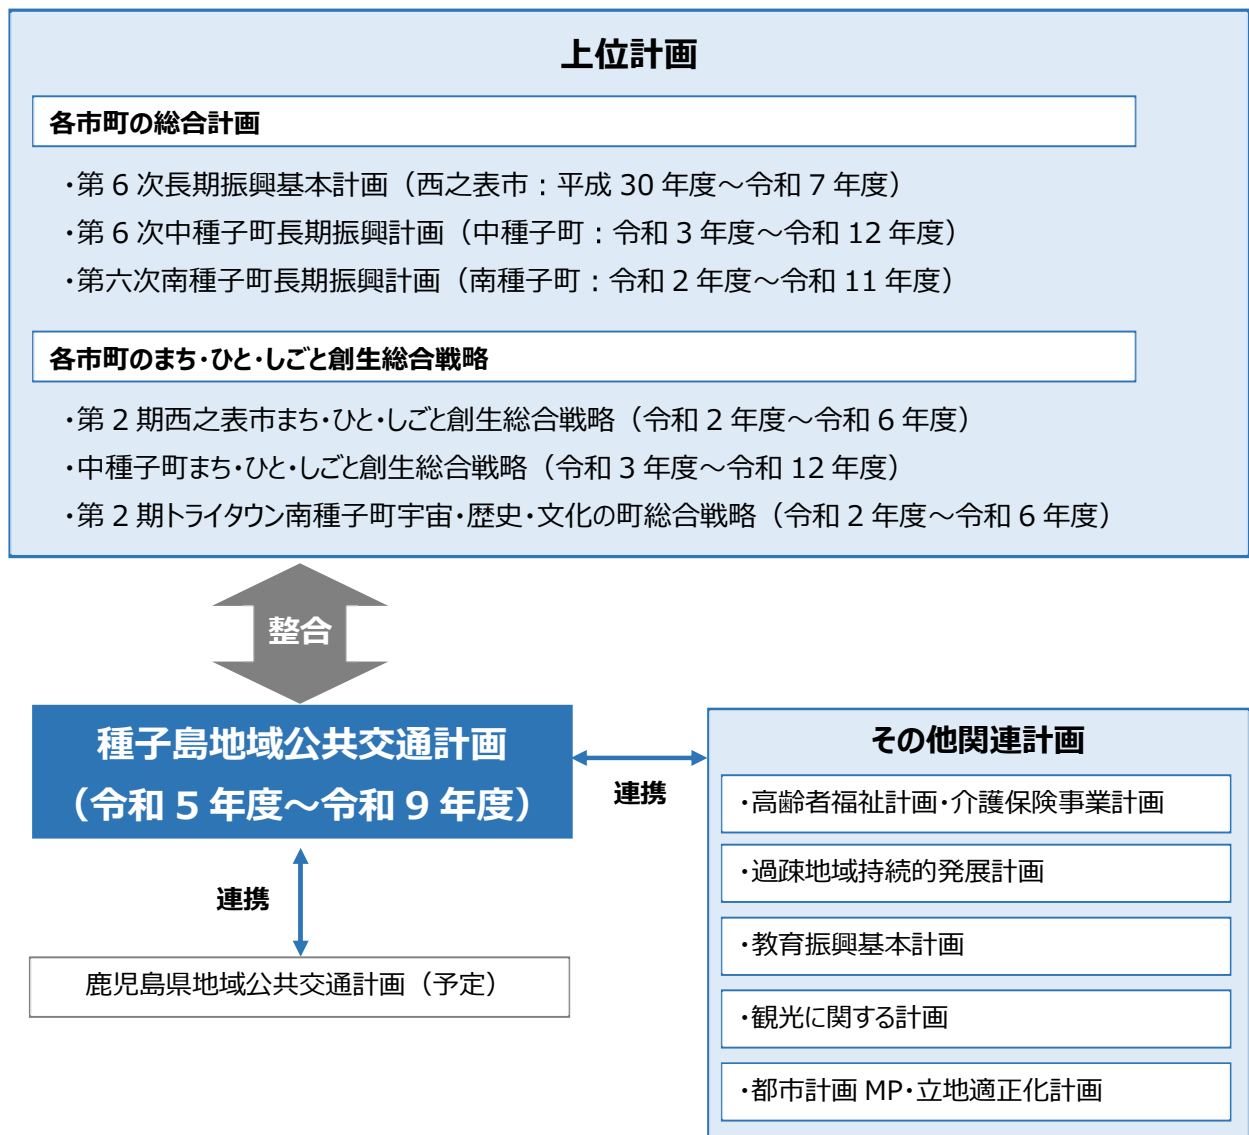 上位計画
各市町の総合計画
・第 6 次長期振興基本計画（西之表市：平成 30 年度～令和 7 年度）
・第 6 次中種子町長期振興計画（中種子町：令和 3 年度～令和 12 年度）
・第六次南種子町長期振興計画（南種子町：令和 2 年度～令和 11 年度）
各市町のまち・ひと・しごと創生総合戦略
・第 2 期西之表市まち・ひと・しごと創生総合戦略（令和 2 年度～令和 6 年度）
・中種子町まち・ひと・しごと創生総合戦略（令和 3 年度～令和 12 年度）
・第 2 期トライタウン南種子町宇宙・歴史・文化の町総合戦略（令和 2 年度～令和 6 年度）
整合
種子島地域公共交通計画
（令和 5 年度～令和 9 年度）
連携
連携
鹿児島県地域公共交通計画（予定）
その他関連計画
・高齢者福祉計画・介護保険事業計画
・過疎地域持続的発展計画
・教育振興基本計画
・観光に関する計画
・都市計画 MP・立地適正化計画